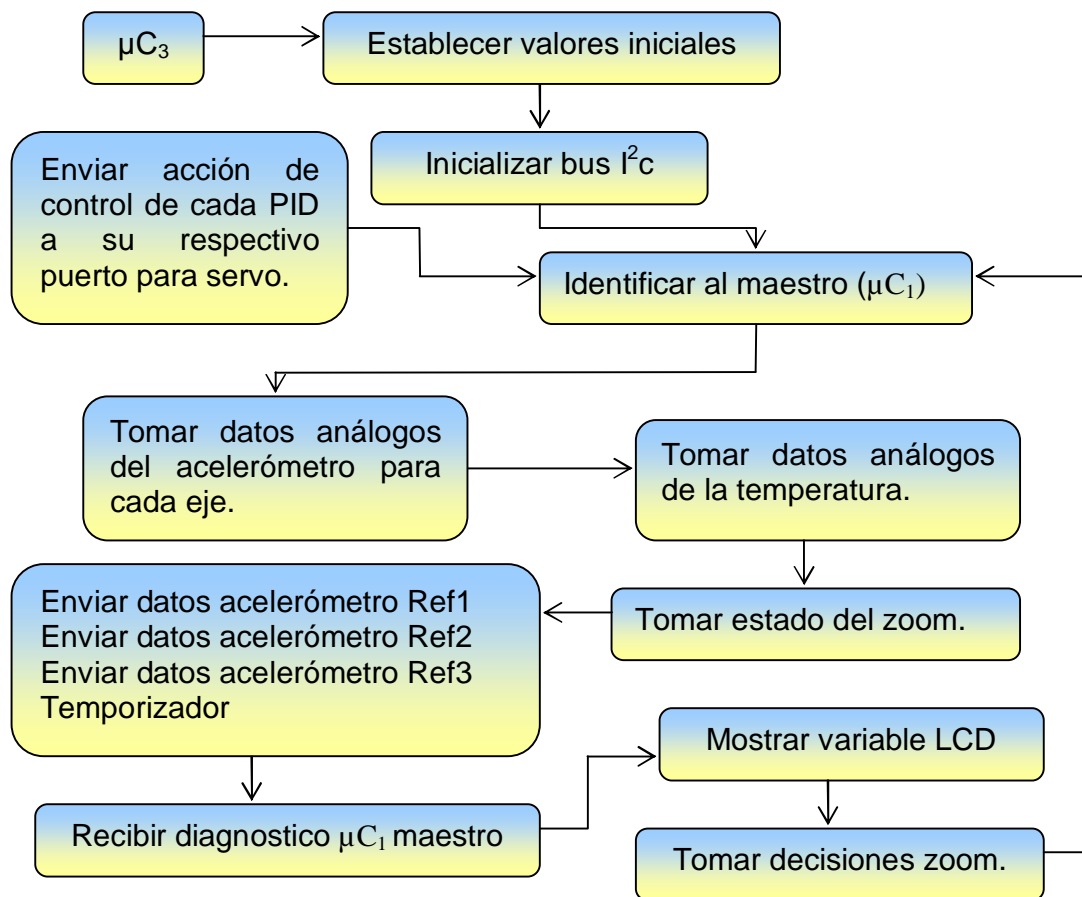 µC₃
Establecer valores iniciales
Inicializar bus I²c
Enviar acción de
control de cada PID
a su respectivo
puerto para servo.
Identificar al maestro (µC₁)
Tomar datos análogos
del acelerómetro para
cada eje.
Tomar datos análogos
de la temperatura.
Tomar estado del zoom.
Enviar datos acelerómetro Ref1
Enviar datos acelerómetro Ref2
Enviar datos acelerómetro Ref3
Temporizador
Recibir diagnostico µC₁ maestro
Mostrar variable LCD
Tomar decisiones zoom.